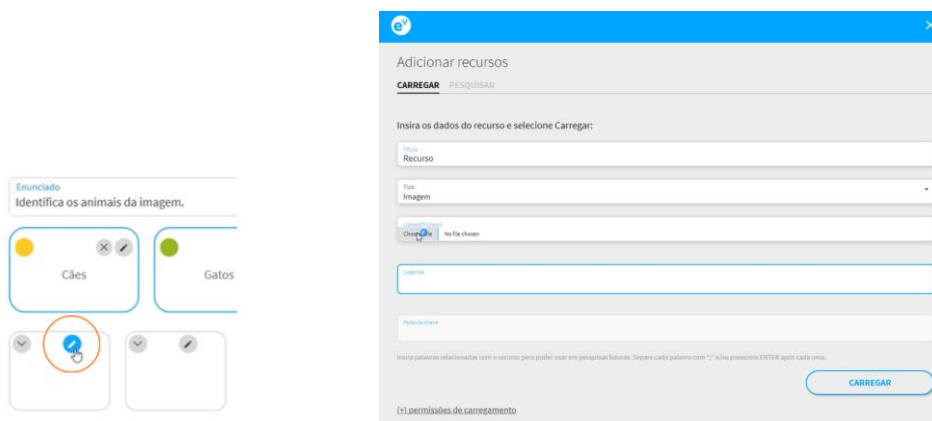 Enunciado
Identifica os animais da imagem.
Cães
Gatos
eV
Adicionar recursos
CARREGAR PESQUISAR
Insira os dados do recurso e selecione Carregar:
Título
Recurso
Tipo
Imagem
No file chosen
Legenda
Palavra-chave
Insira palavras relacionadas com o recurso para poder usar em pesquisas futuras. Separe cada palavra com ";" e/ou pressione ENTER após cada uma.
CARREGAR
(+) permissões de carregamento